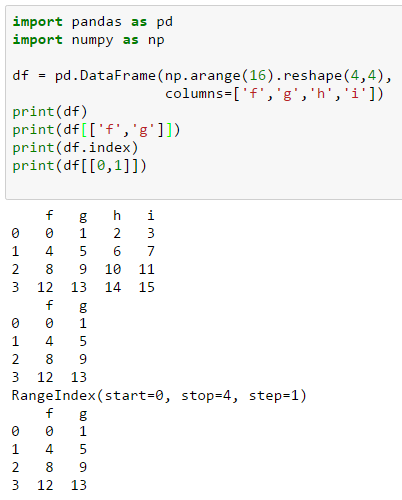 import pandas as pd
import numpy as np
df = pd.DataFrame(np.arange(16).reshape(4,4),
columns=['f','g','h','i'])
print(df)
print(df[['f','g']])
print(df.index)
print(df[[0,1]])
f g h i
0 0 1 2 3
1 4 5 6 7
2 8 9 10 11
3 12 13 14 15
f g
0 0 1
1 4 5
2 8 9
3 12 13
RangeIndex(start=0, stop=4, step=1)
f g
0 0 1
1 4 5
2 8 9
3 12 13